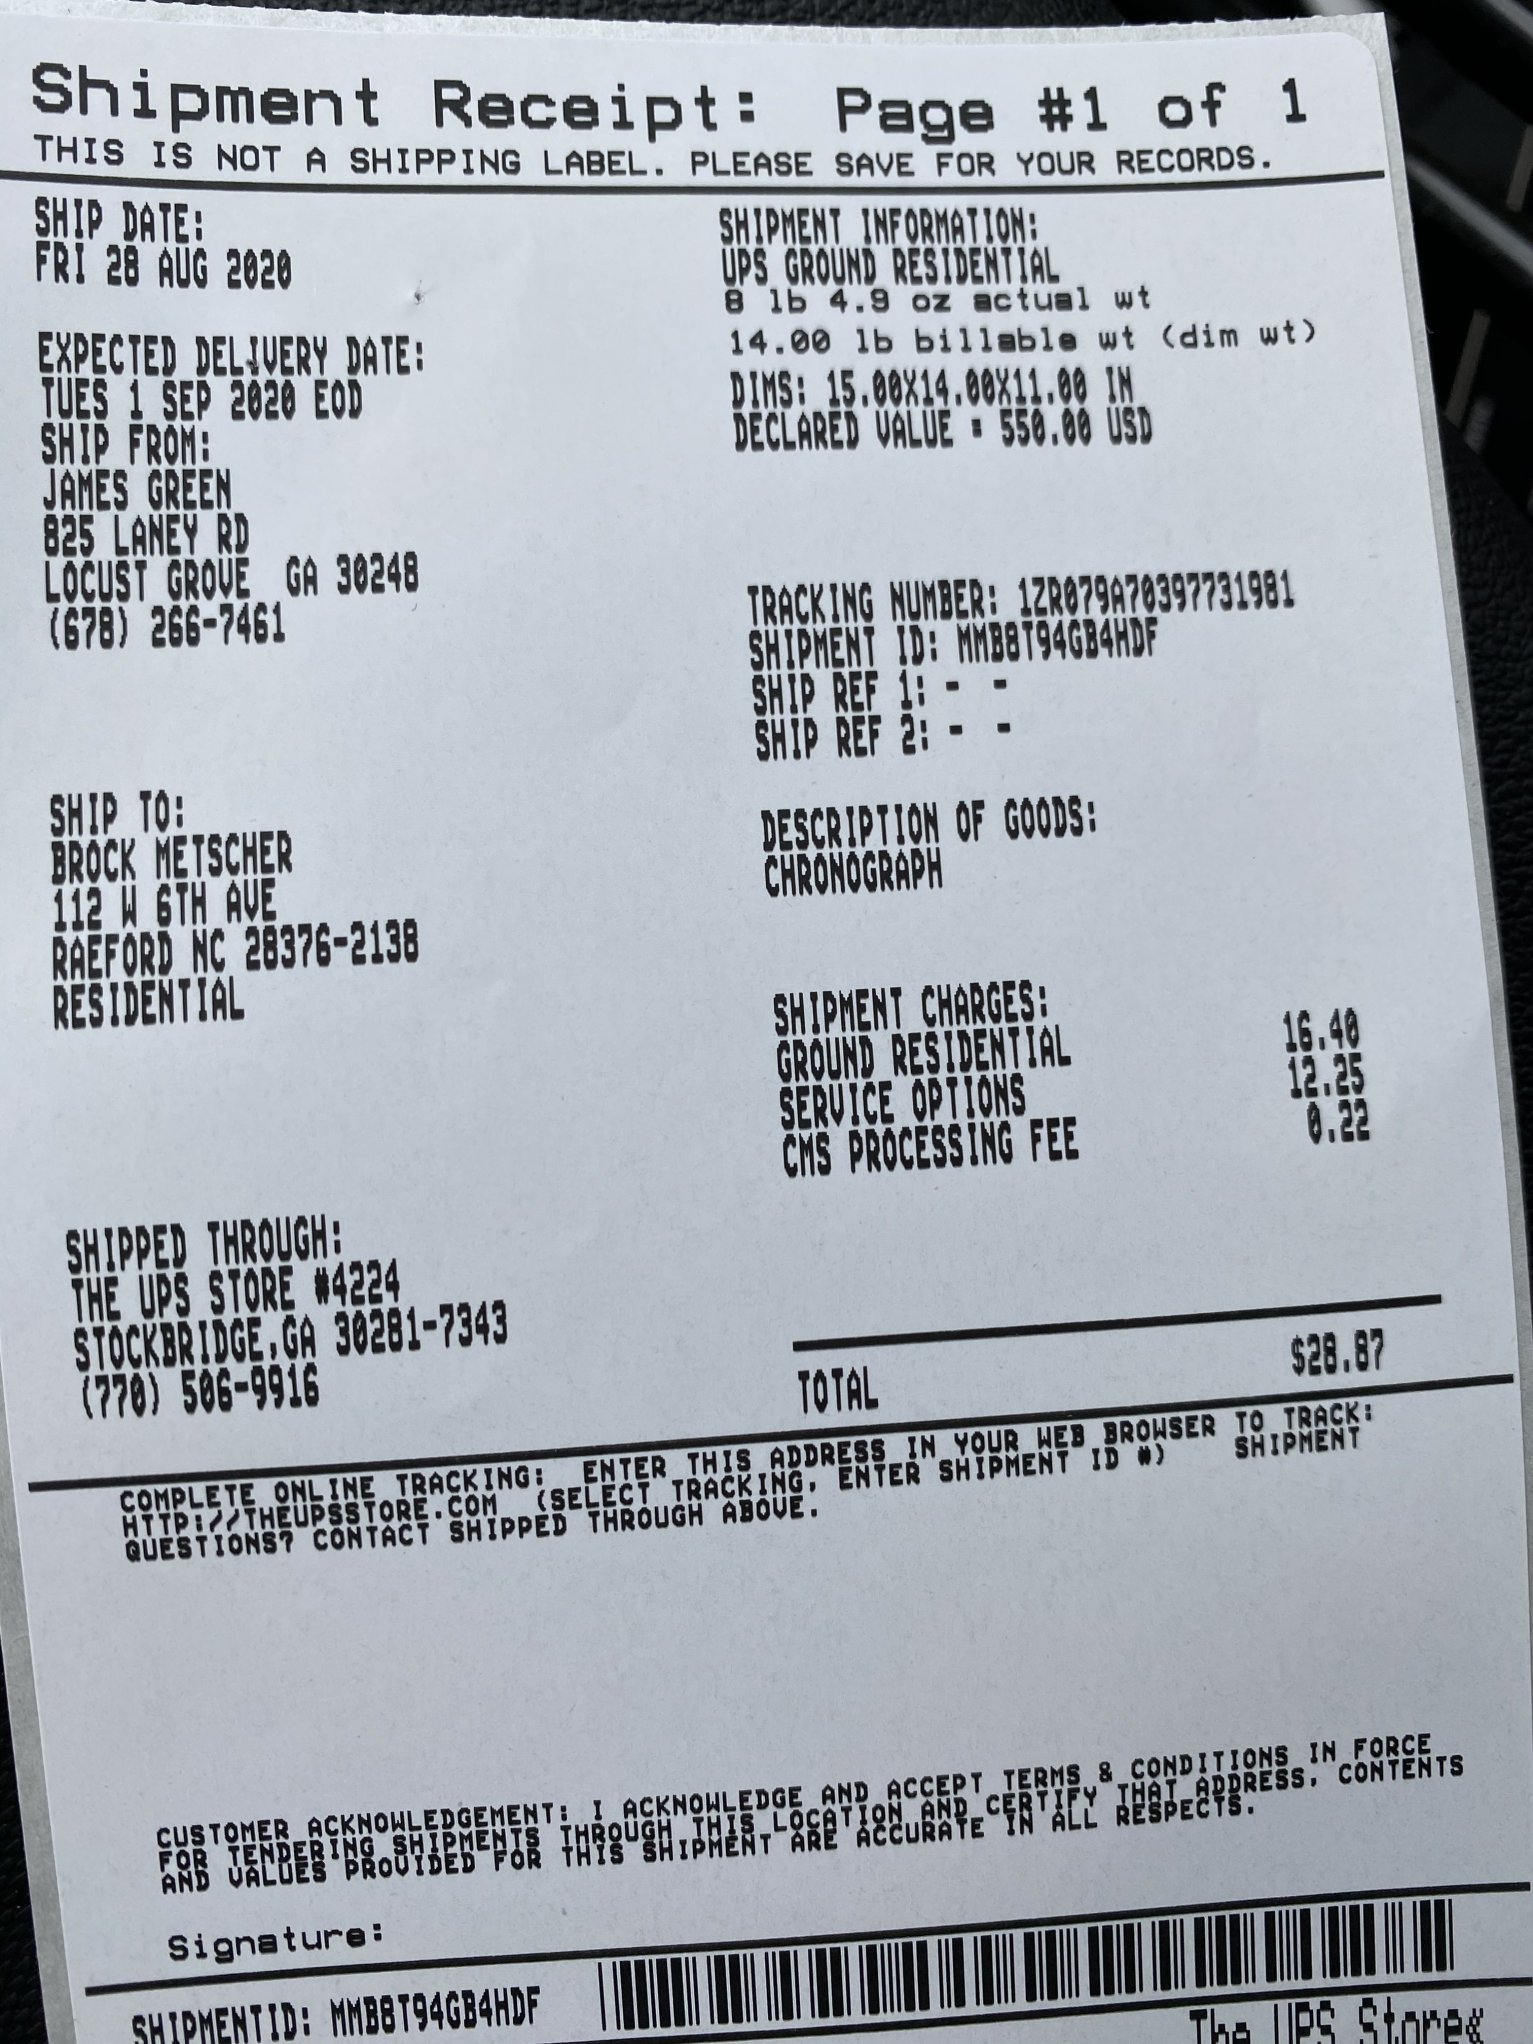 Shipment Receipt: Page #1 of 1
THIS IS NOT A SHIPPING LABEL. PLEASE SAVE FOR YOUR RECORDS.
SHIP DATE:
FRI 28 AUG 2020
EXPECTED DELIVERY DATE:
TUES 1 SEP 2020 EOD
SHIP FROM:
JAMES GREEN
825 LANEY RD
LOCUST GROVE GA 30248
(678) 266-7461
SHIP TO:
BROCK METSCHER
112 W 6TH AVE
RAEFORD NC 28376-2138
RESIDENTIAL
SHIPPED THROUGH:
THE UPS STORE #4224
STOCKBRIDGE,GA 30281-7343
(770) 506-9916
SHIPMENT INFORMATION:
UPS GROUND RESIDENTIAL
8 lb 4.9 oz actual wt
14.00 lb billable wt (dim wt)
DIMS: 15.00X14.00X11.00 IN
DECLARED VALUE = 550.00 USD
TRACKING NUMBER: 1ZR079A70397731981
SHIPMENT ID: MMB8T94GB4HDF
SHIP REF 1: - -
SHIP REF 2: - -
DESCRIPTION OF GOODS:
CHRONOGRAPH
SHIPMENT CHARGES:
GROUND RESIDENTIAL 16.40
SERVICE OPTIONS 12.25
CMS PROCESSING FEE 0.22
TOTAL $28.87
COMPLETE ONLINE TRACKING: ENTER THIS ADDRESS IN YOUR WEB BROWSER TO TRACK:
HTTP://THEUPSSTORE.COM (SELECT TRACKING, ENTER SHIPMENT ID #) SHIPMENT
QUESTIONS? CONTACT SHIPPED THROUGH ABOVE.
CUSTOMER ACKNOWLEDGEMENT: I ACKNOWLEDGE AND ACCEPT TERMS & CONDITIONS IN FORCE
FOR TENDERING SHIPMENTS THROUGH THIS LOCATION AND CERTIFY THAT ADDRESS, CONTENTS
AND VALUES PROVIDED FOR THIS SHIPMENT ARE ACCURATE IN ALL RESPECTS.
Signature:
SHIPMENTID: MMB8T94GB4HDF
The UPS Store